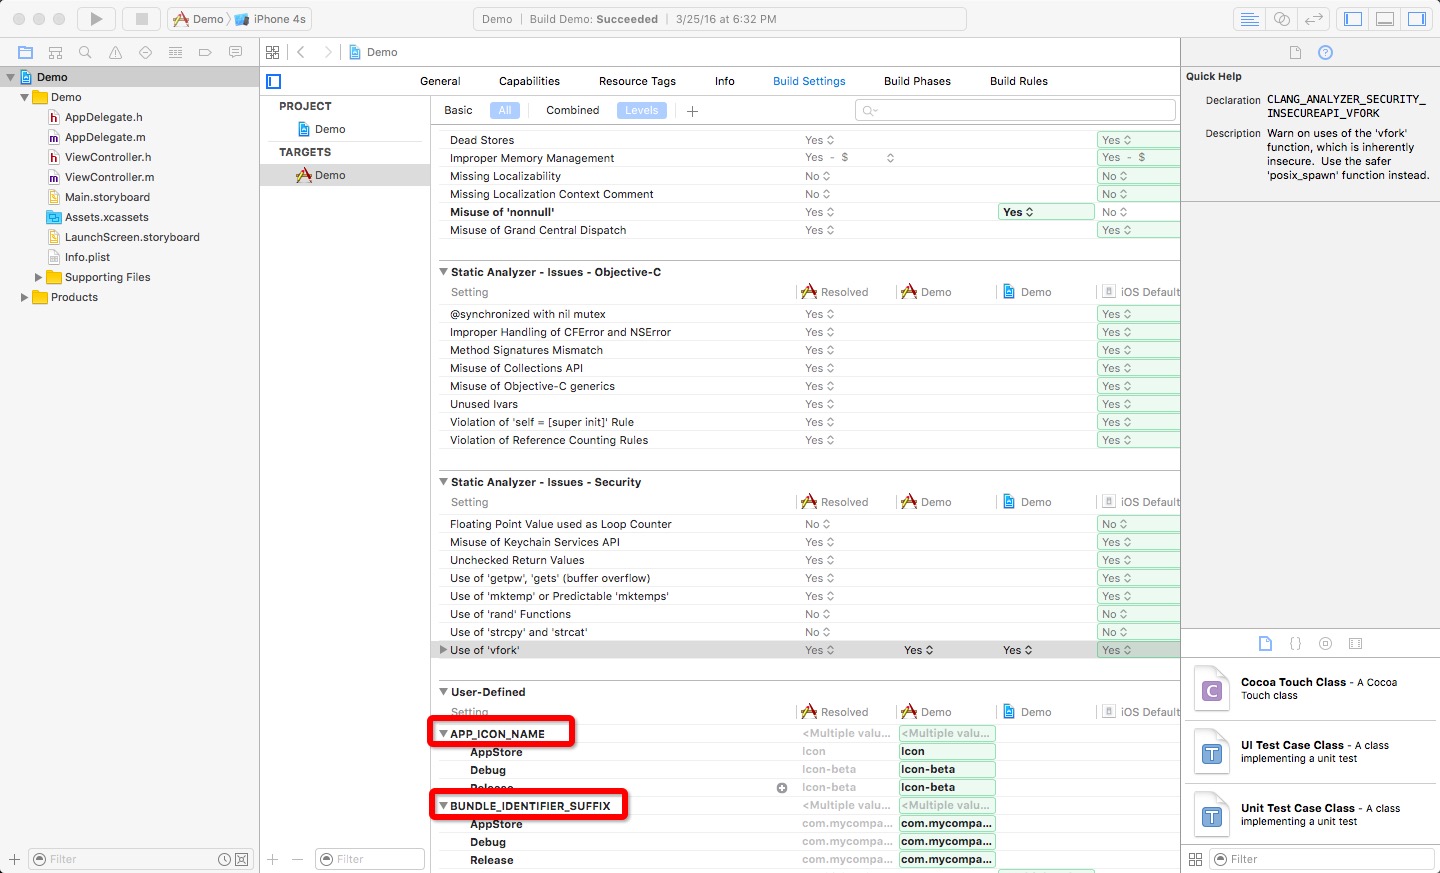 Demo
iPhone 4s
Demo | Build Demo: Succeeded | 3/25/16 at 6:32 PM
Demo
Demo
Demo
AppDelegate.h
AppDelegate.m
ViewController.h
ViewController.m
Main.storyboard
Assets.xcassets
LaunchScreen.storyboard
Info.plist
Supporting Files
Products
Filter
General Capabilities Resource Tags Info Build Settings Build Phases Build Rules
PROJECT
Demo
TARGETS
Demo
Filter
Basic All Combined Levels
Dead Stores Yes Yes
Improper Memory Management Yes - $ Yes - $
Missing Localizability No No
Missing Localization Context Comment No No
Misuse of 'nonnull' Yes Yes No
Misuse of Grand Central Dispatch Yes Yes
Static Analyzer - Issues - Objective-C
Setting Resolved Demo Demo iOS Default
@synchronized with nil mutex Yes Yes
Improper Handling of CFError and NSError Yes Yes
Method Signatures Mismatch Yes Yes
Misuse of Collections API Yes Yes
Misuse of Objective-C generics Yes Yes
Unused Ivars Yes Yes
Violation of 'self = [super init]' Rule Yes Yes
Violation of Reference Counting Rules Yes Yes
Static Analyzer - Issues - Security
Setting Resolved Demo Demo iOS Default
Floating Point Value used as Loop Counter No No
Misuse of Keychain Services API Yes Yes
Unchecked Return Values Yes Yes
Use of 'getpw', 'gets' (buffer overflow) Yes Yes
Use of 'mktemp' or Predictable 'mktemps' Yes Yes
Use of 'rand' Functions No No
Use of 'strcpy' and 'strcat' No No
Use of 'vfork' Yes Yes Yes Yes
User-Defined
Setting Resolved Demo Demo iOS Default
APP_ICON_NAME <Multiple valu... <Multiple valu...
AppStore Icon Icon
Debug Icon-beta Icon-beta
Release Icon-beta Icon-beta
BUNDLE_IDENTIFIER_SUFFIX <Multiple valu... <Multiple valu...
AppStore com.mycompa... com.mycompa...
Debug com.mycompa... com.mycompa...
Release com.mycompa... com.mycompa...
Quick Help
Declaration CLANG_ANALYZER_SECURITY_
INSECUREAPI_VFORK
Description Warn on uses of the 'vfork'
function, which is inherently
insecure. Use the safer
'posix_spawn' function instead.
{ }
C
Cocoa Touch Class - A Cocoa
Touch class
T
UI Test Case Class - A class
implementing a unit test
T
Unit Test Case Class - A class
implementing a unit test
Filter